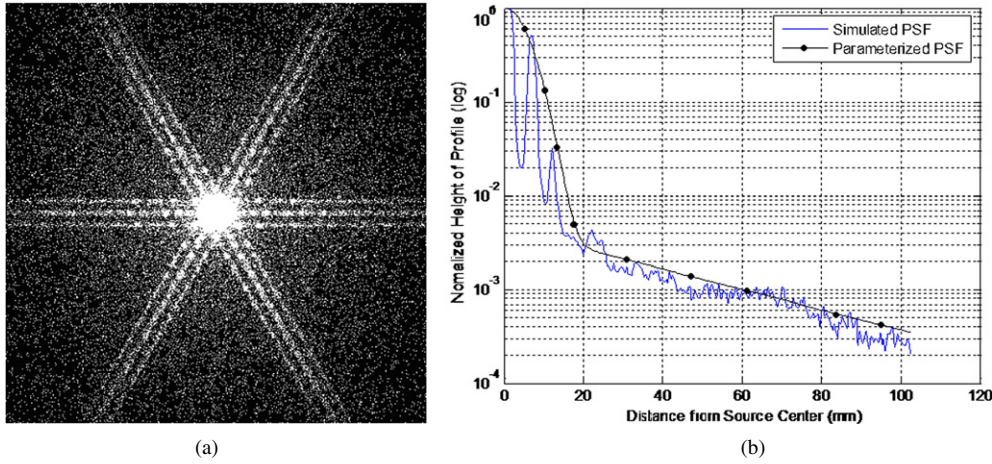 10^0
Simulated PSF
Parameterized PSF
10^-1
10^-2
10^-3
10^-4
0 20 40 60 80 100 120
Nomalized Height of Profile (log)
Distance from Source Center (mm)
(a)
(b)